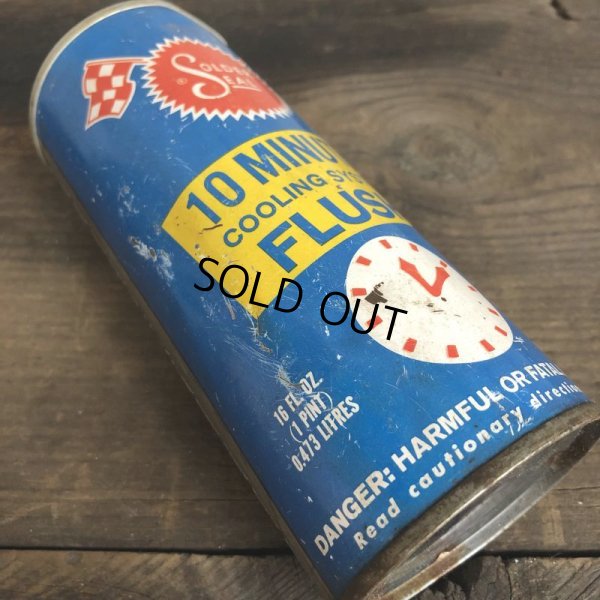 SOLDER
SEAL
®
10 MINU
COOLING SYS
FLUS
16 FL. OZ
(1 PINT)
0.473 LITRES
DANGER: HARMFUL OR FATAL
Read cautionary directi
SOLD OUT